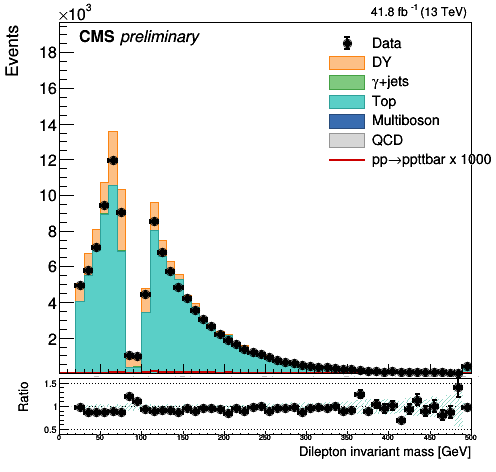 ×10³
41.8 fb⁻¹ (13 TeV)
CMS preliminary
Events
18
16
14
12
10
8
6
4
2
Data
DY
γ+jets
Top
Multiboson
QCD
pp→ppttbar x 1000
Ratio
1.5
1
0.5
0 50 100 150 200 250 300 350 400 450 500
Dilepton invariant mass [GeV]